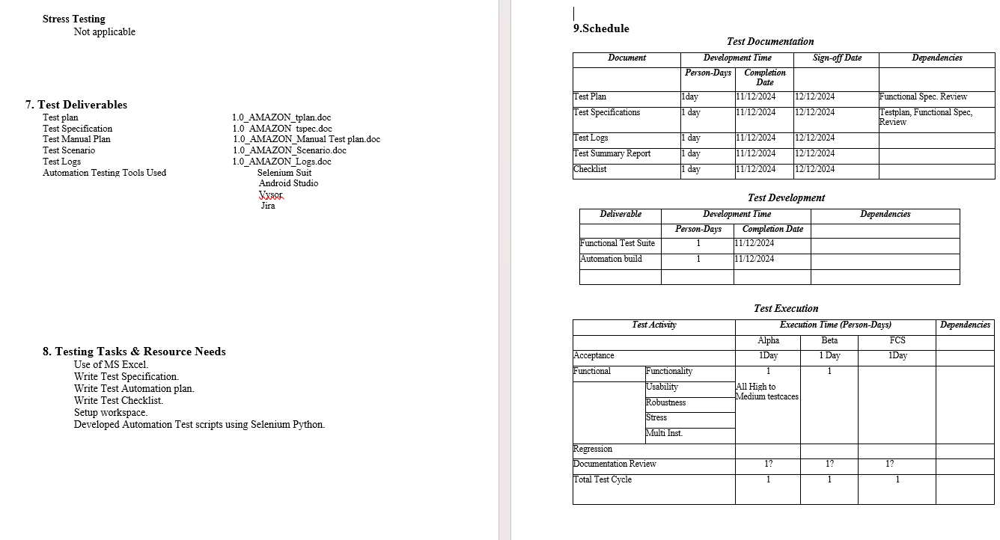 Stress Testing
Not applicable
7. Test Deliverables
Test plan 1.0_AMAZON_tplan.doc
Test Specification 1.0_AMAZON_tspec.doc
Test Manual Plan 1.0_AMAZON_Manual Test plan.doc
Test Scenario 1.0_AMAZON_Scenario.doc
Test Logs 1.0_AMAZON_Logs.doc
Automation Testing Tools Used Selenium Suit
Android Studio
Vysor
Jira
8. Testing Tasks & Resource Needs
Use of MS Excel.
Write Test Specification.
Write Test Automation plan.
Write Test Checklist.
Setup workspace.
Developed Automation Test scripts using Selenium Python.
9.Schedule
Test Documentation
Document Development Time Sign-off Date Dependencies
Person-Days Completion
Date
Test Plan 1day 11/12/2024 12/12/2024 Functional Spec. Review
Test Specifications 1 day 11/12/2024 12/12/2024 Testplan, Functional Spec,
Review
Test Logs 1 day 11/12/2024 12/12/2024
Test Summary Report 1 day 11/12/2024 12/12/2024
Checklist 1 day 11/12/2024 12/12/2024
Test Development
Deliverable Development Time Dependencies
Person-Days Completion Date
Functional Test Suite 1 11/12/2024
Automation build 1 11/12/2024
Test Execution
Test Activity Execution Time (Person-Days) Dependencies
Alpha Beta FCS
Acceptance 1Day 1 Day 1Day
Functional Functionality 1 1
Usability All High to
Medium testcaces
Robustness
Stress
Multi Inst.
Regression
Documentation Review 1? 1? 1?
Total Test Cycle 1 1 1